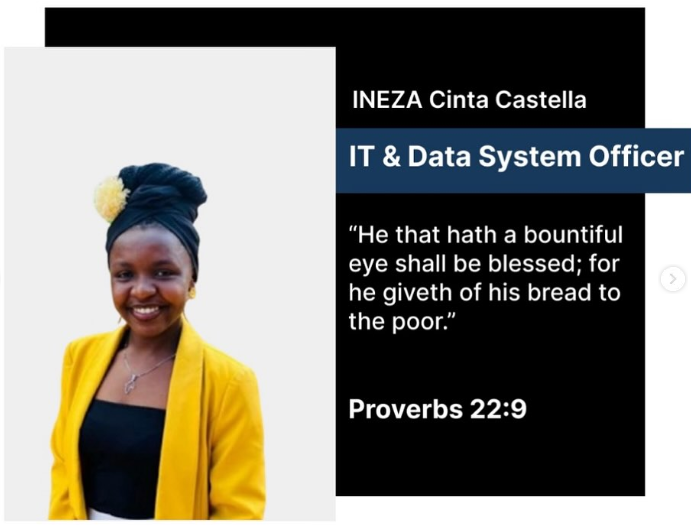 INEZA Cinta Castella
IT & Data System Officer
“He that hath a bountiful
eye shall be blessed; for
he giveth of his bread to
the poor.”
Proverbs 22:9